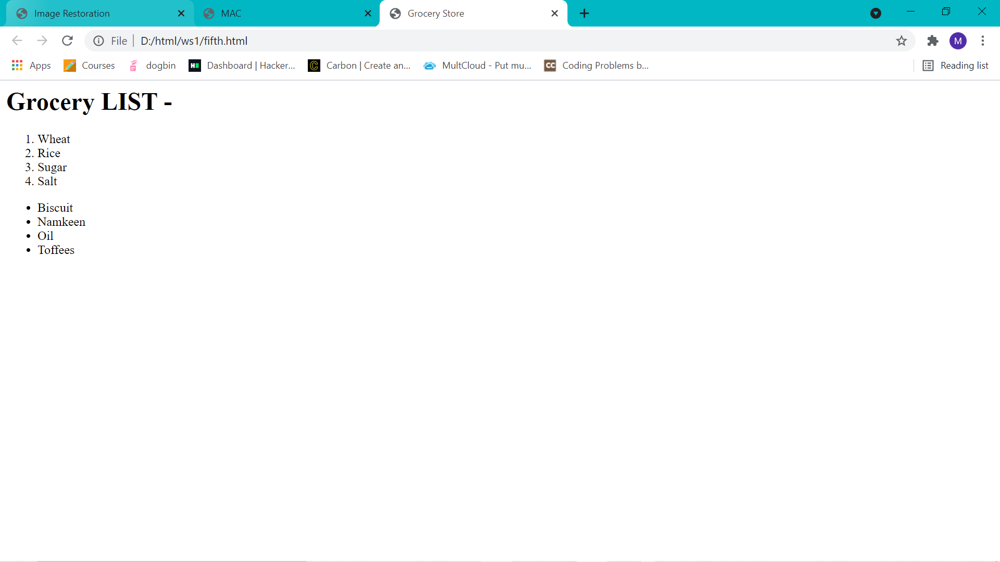 Image Restoration MAC Grocery Store
File D:/html/ws1/fifth.html M
Apps Courses dogbin HR Dashboard | Hacker... C Carbon | Create an... MultCloud - Put mu... CC Coding Problems b... Reading list
Grocery LIST -
1. Wheat
2. Rice
3. Sugar
4. Salt
• Biscuit
• Namkeen
• Oil
• Toffees